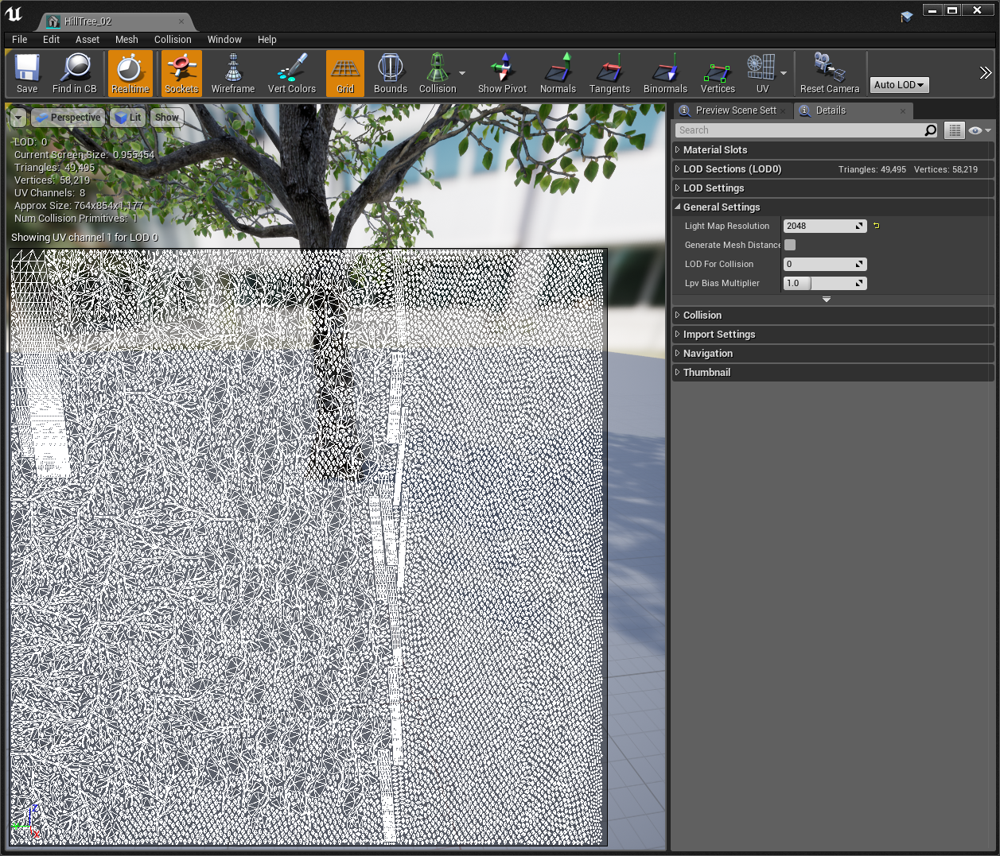 HillTree_02
File Edit Asset Mesh Collision Window Help
Save Find in CB Realtime Sockets Wireframe Vert Colors Grid Bounds Collision Show Pivot Normals Tangents Binormals Vertices UV Reset Camera Auto LOD
Perspective Lit Show
LOD: 0
Current Screen Size: 0.955454
Triangles: 49,495
Vertices: 58,219
UV Channels: 8
Approx Size: 764x854x1,177
Num Collision Primitives: 1
Showing UV channel 1 for LOD 0
Z
Y
X
Preview Scene Sett Details
Search
Material Slots
LOD Sections (LOD0) Triangles: 49,495 Vertices: 58,219
LOD Settings
General Settings
Light Map Resolution 2048
Generate Mesh Distance
LOD For Collision 0
Lpv Bias Multiplier 1.0
Collision
Import Settings
Navigation
Thumbnail